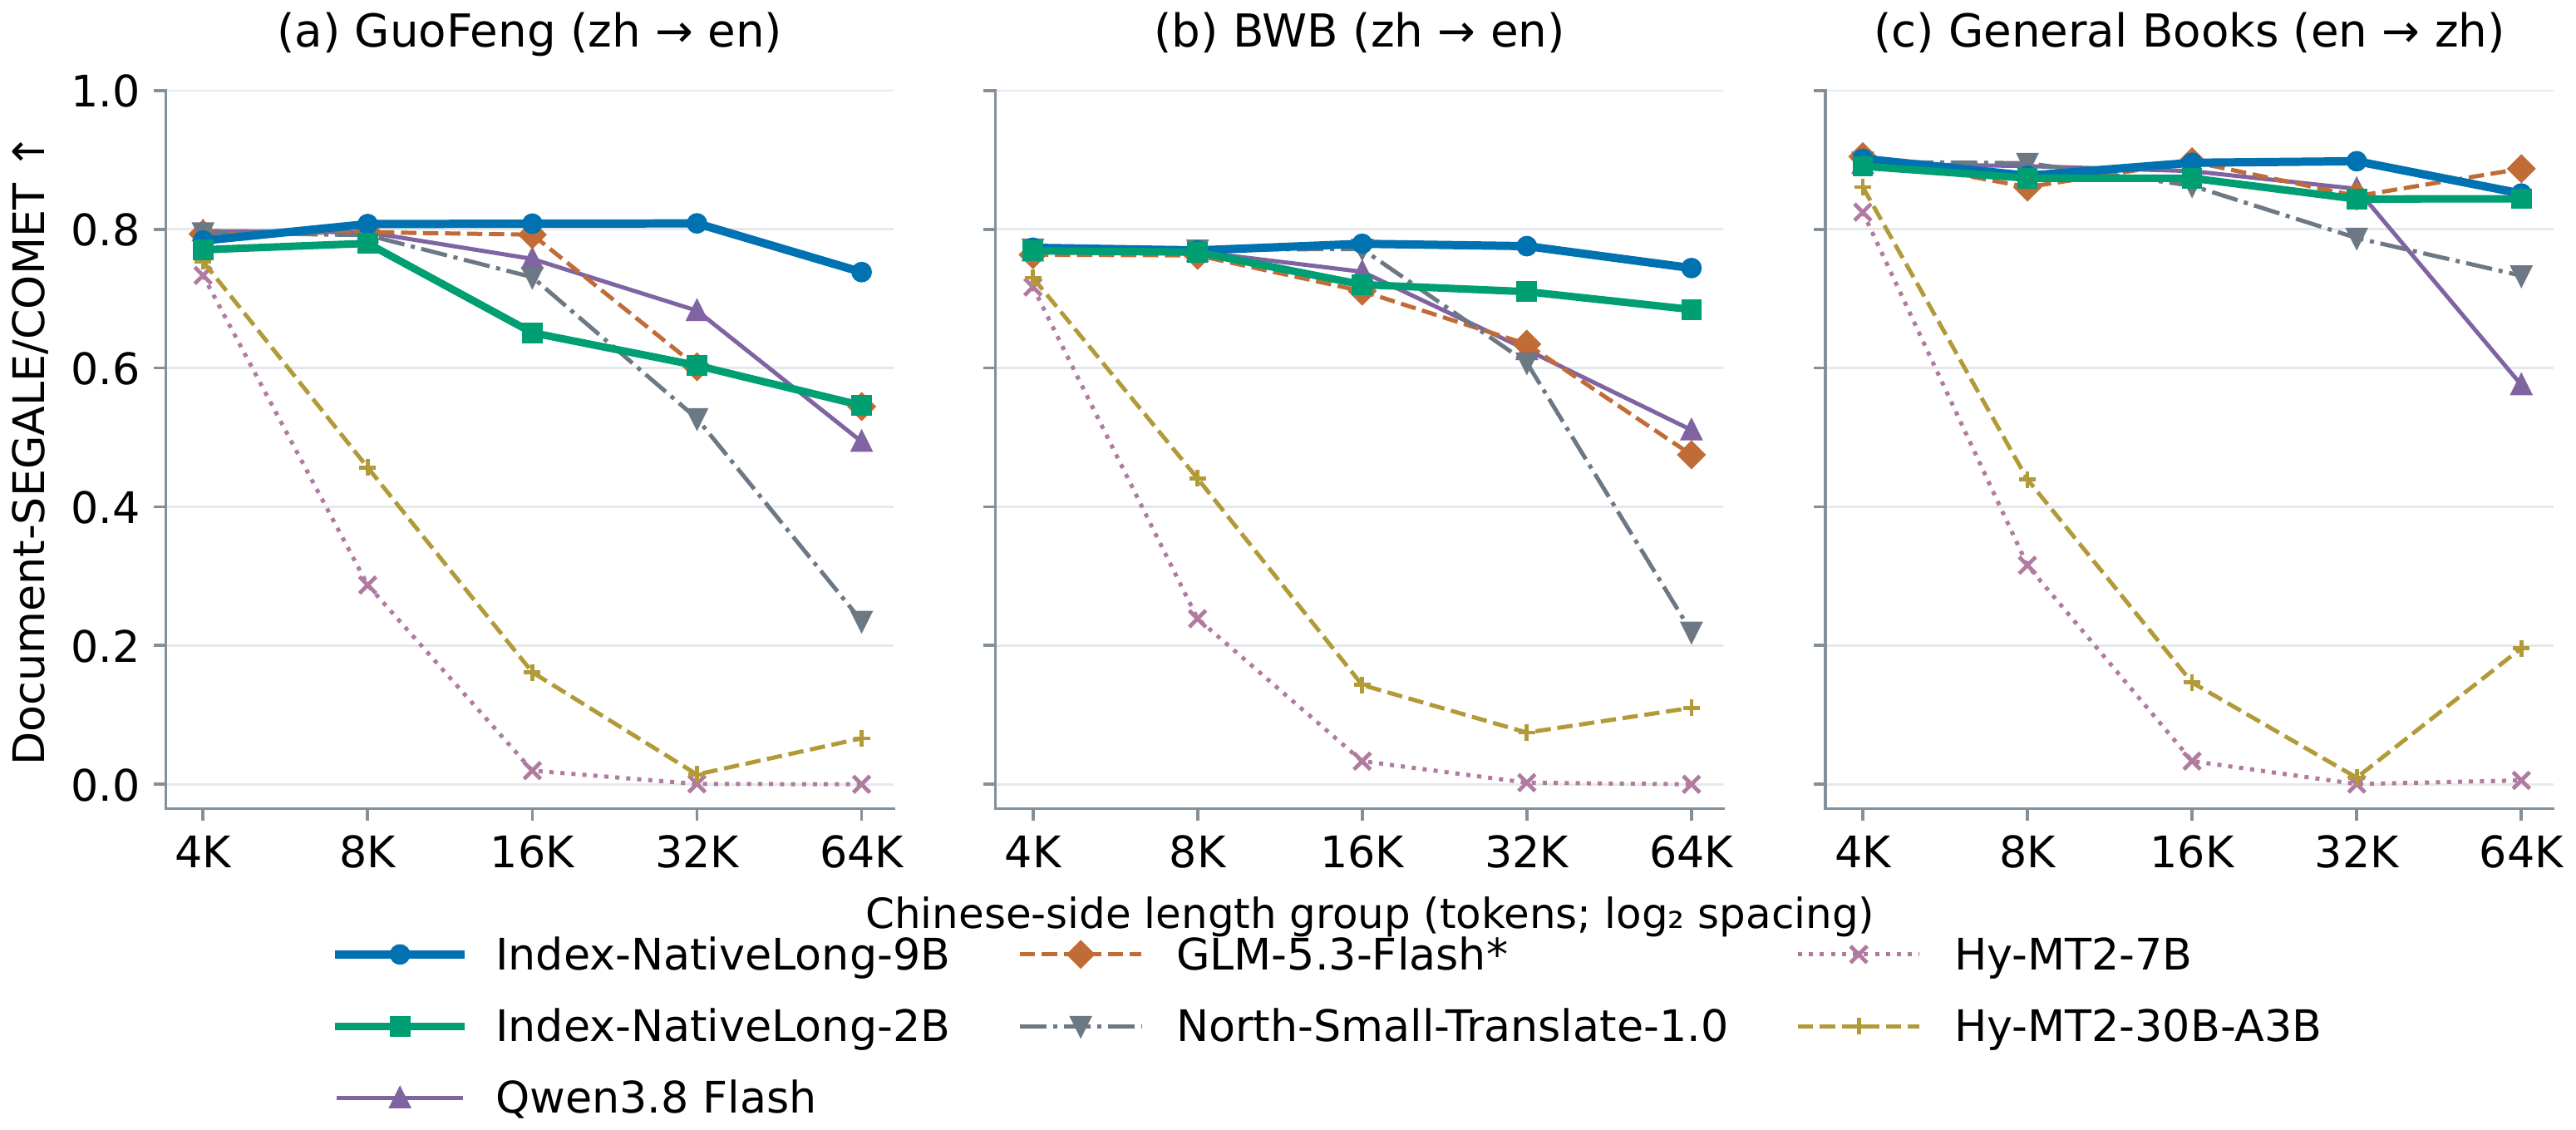 (a) GuoFeng (zh → en)
(b) BWB (zh → en)
(c) General Books (en → zh)
Document-SEGALE/COMET ↑
1.0
0.8
0.6
0.4
0.2
0.0
4K 8K 16K 32K 64K
4K 8K 16K 32K 64K
4K 8K 16K 32K 64K
Chinese-side length group (tokens; log₂ spacing)
Index-NativeLong-9B
Index-NativeLong-2B
Qwen3.8 Flash
GLM-5.3-Flash*
North-Small-Translate-1.0
Hy-MT2-7B
Hy-MT2-30B-A3B